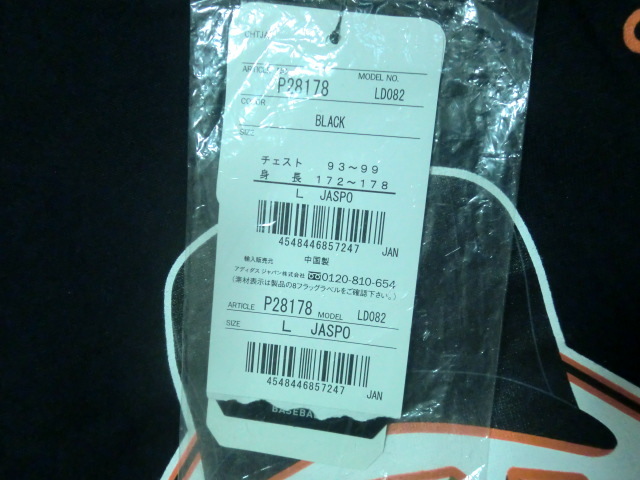 ARTICLE MODEL NO.
P28178 LD082
COLOR
BLACK
SIZE
チェスト 93～99
身長 172～178
L JASPO
4548446857247 JAN
輸入販売元 中国製
アディダス ジャパン株式会社 0120-810-654
(素材表示は製品の8フラッグラベルをご確認下さい。)
ARTICLE P28178 MODEL LD082
SIZE L JASPO
4548446857247 JAN